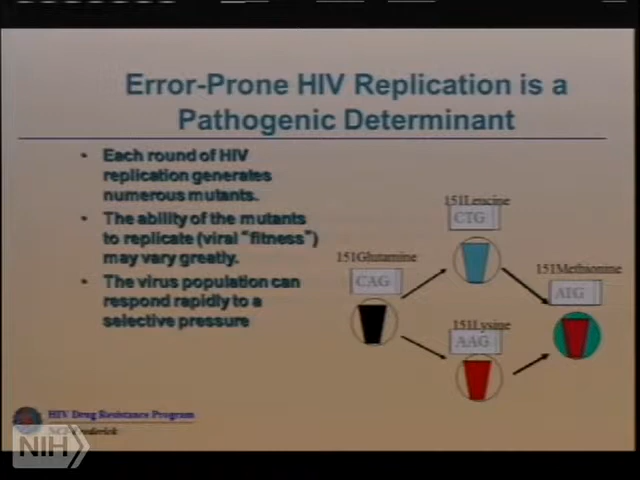 Error-Prone HIV Replication is a
Pathogenic Determinant
• Each round of HIV
replication generates
numerous mutants.
• The ability of the mutants
to replicate (viral "fitness")
may vary greatly.
• The virus population can
respond rapidly to a
selective pressure
151Leucine
CTG
151Glutamine
CAG
151Methionine
ATG
151Lysine
AAG
HIV Drug Resistance Program
NIH